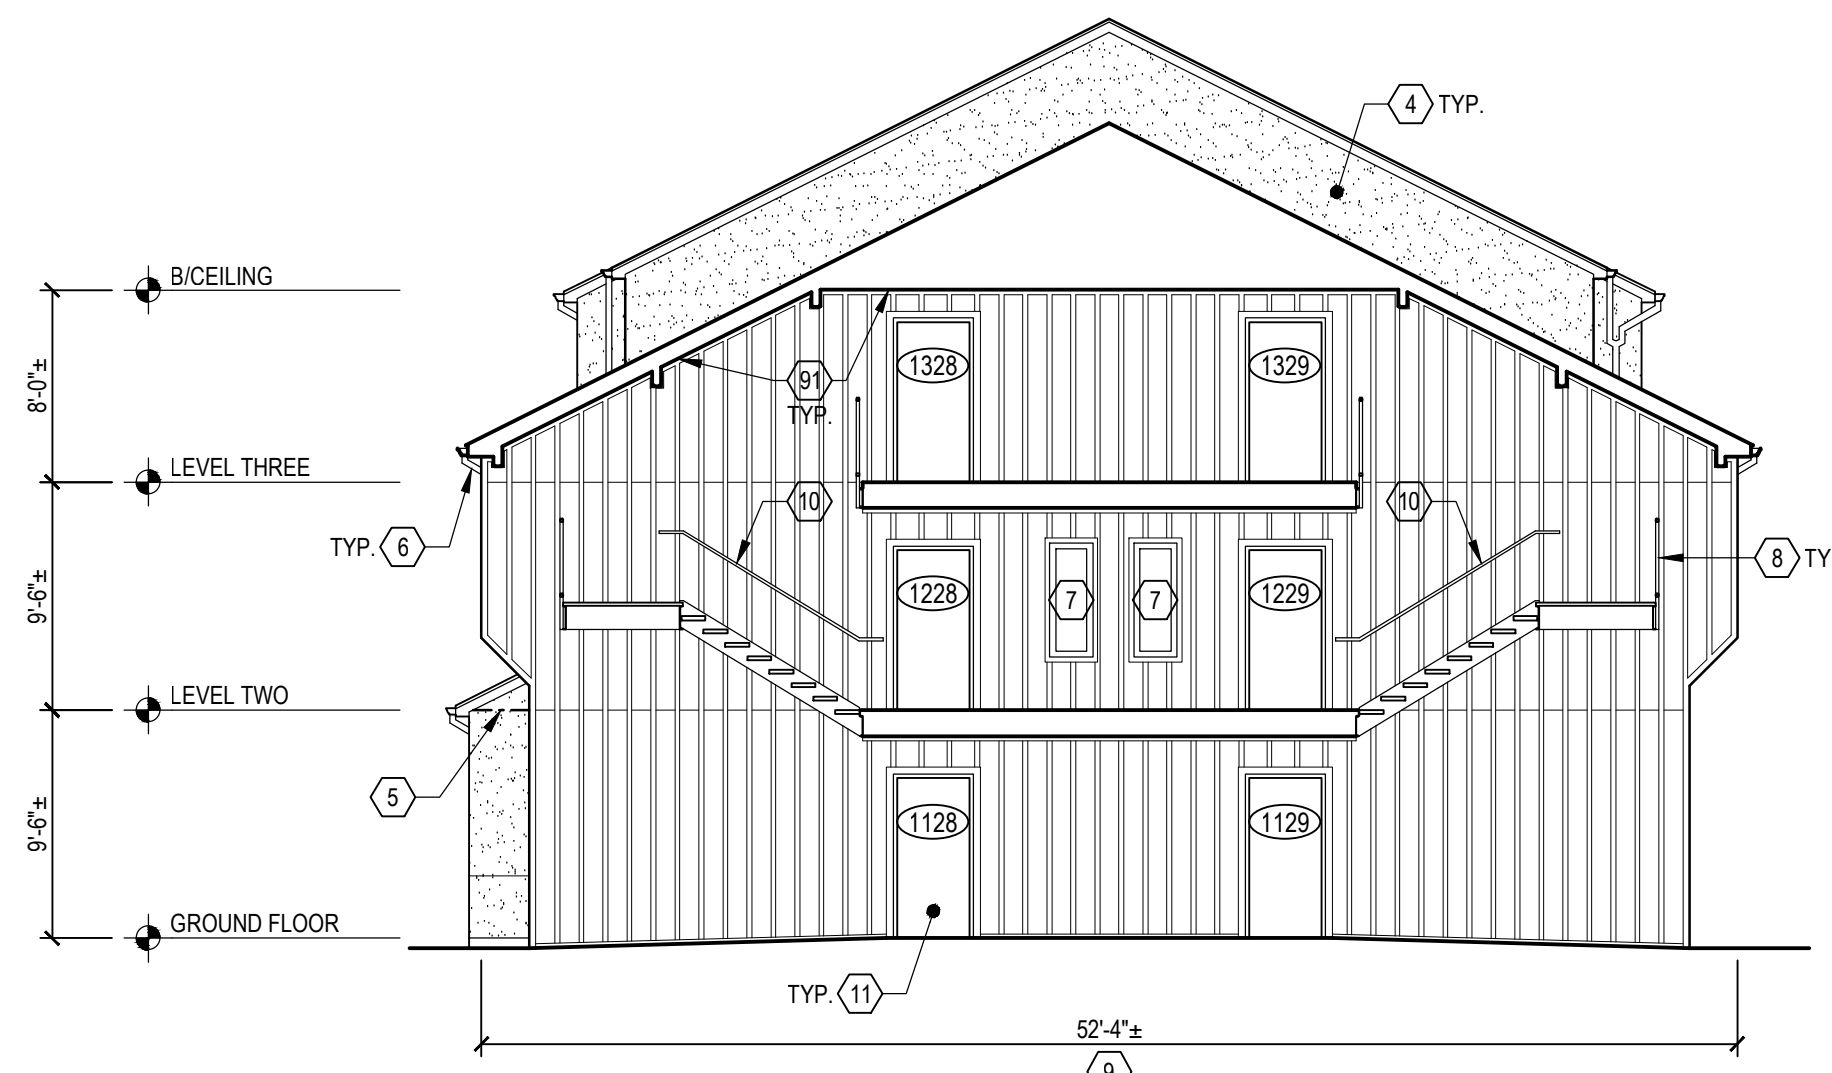 4 TYP.
B/CEILING
8'-0"±
1328
1329
91
TYP.
LEVEL THREE
10
10
TYP. 6
8 TY
9'-6"±
1228
7
7
1229
LEVEL TWO
5
9'-6"±
1128
1129
GROUND FLOOR
TYP. 11
52'-4"±
9